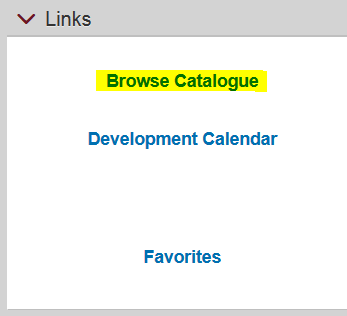 Links
Browse Catalogue
Development Calendar
Favorites